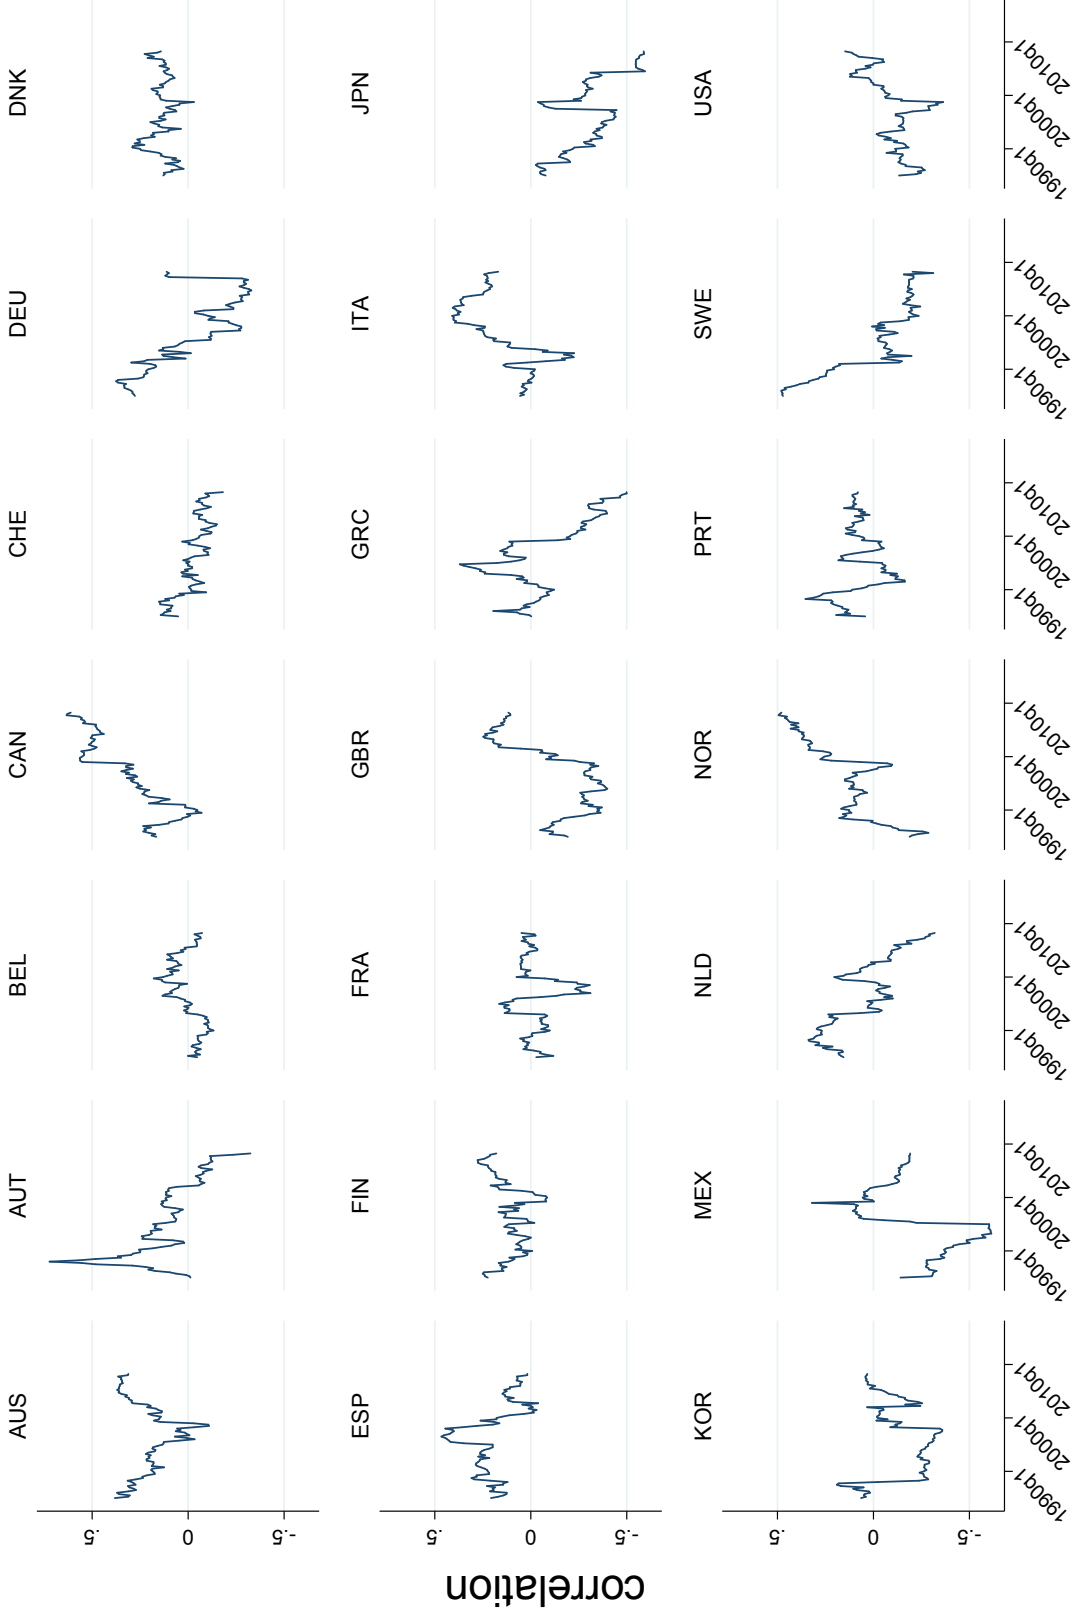 correlation
AUS AUT BEL CAN CHE DEU DNK
.5
0
-.5
ESP FIN FRA GBR GRC ITA JPN
.5
0
-.5
KOR MEX NLD NOR PRT SWE USA
.5
0
-.5
1990q1 2000q1 2010q1 1990q1 2000q1 2010q1 1990q1 2000q1 2010q1 1990q1 2000q1 2010q1 1990q1 2000q1 2010q1 1990q1 2000q1 2010q1 1990q1 2000q1 2010q1